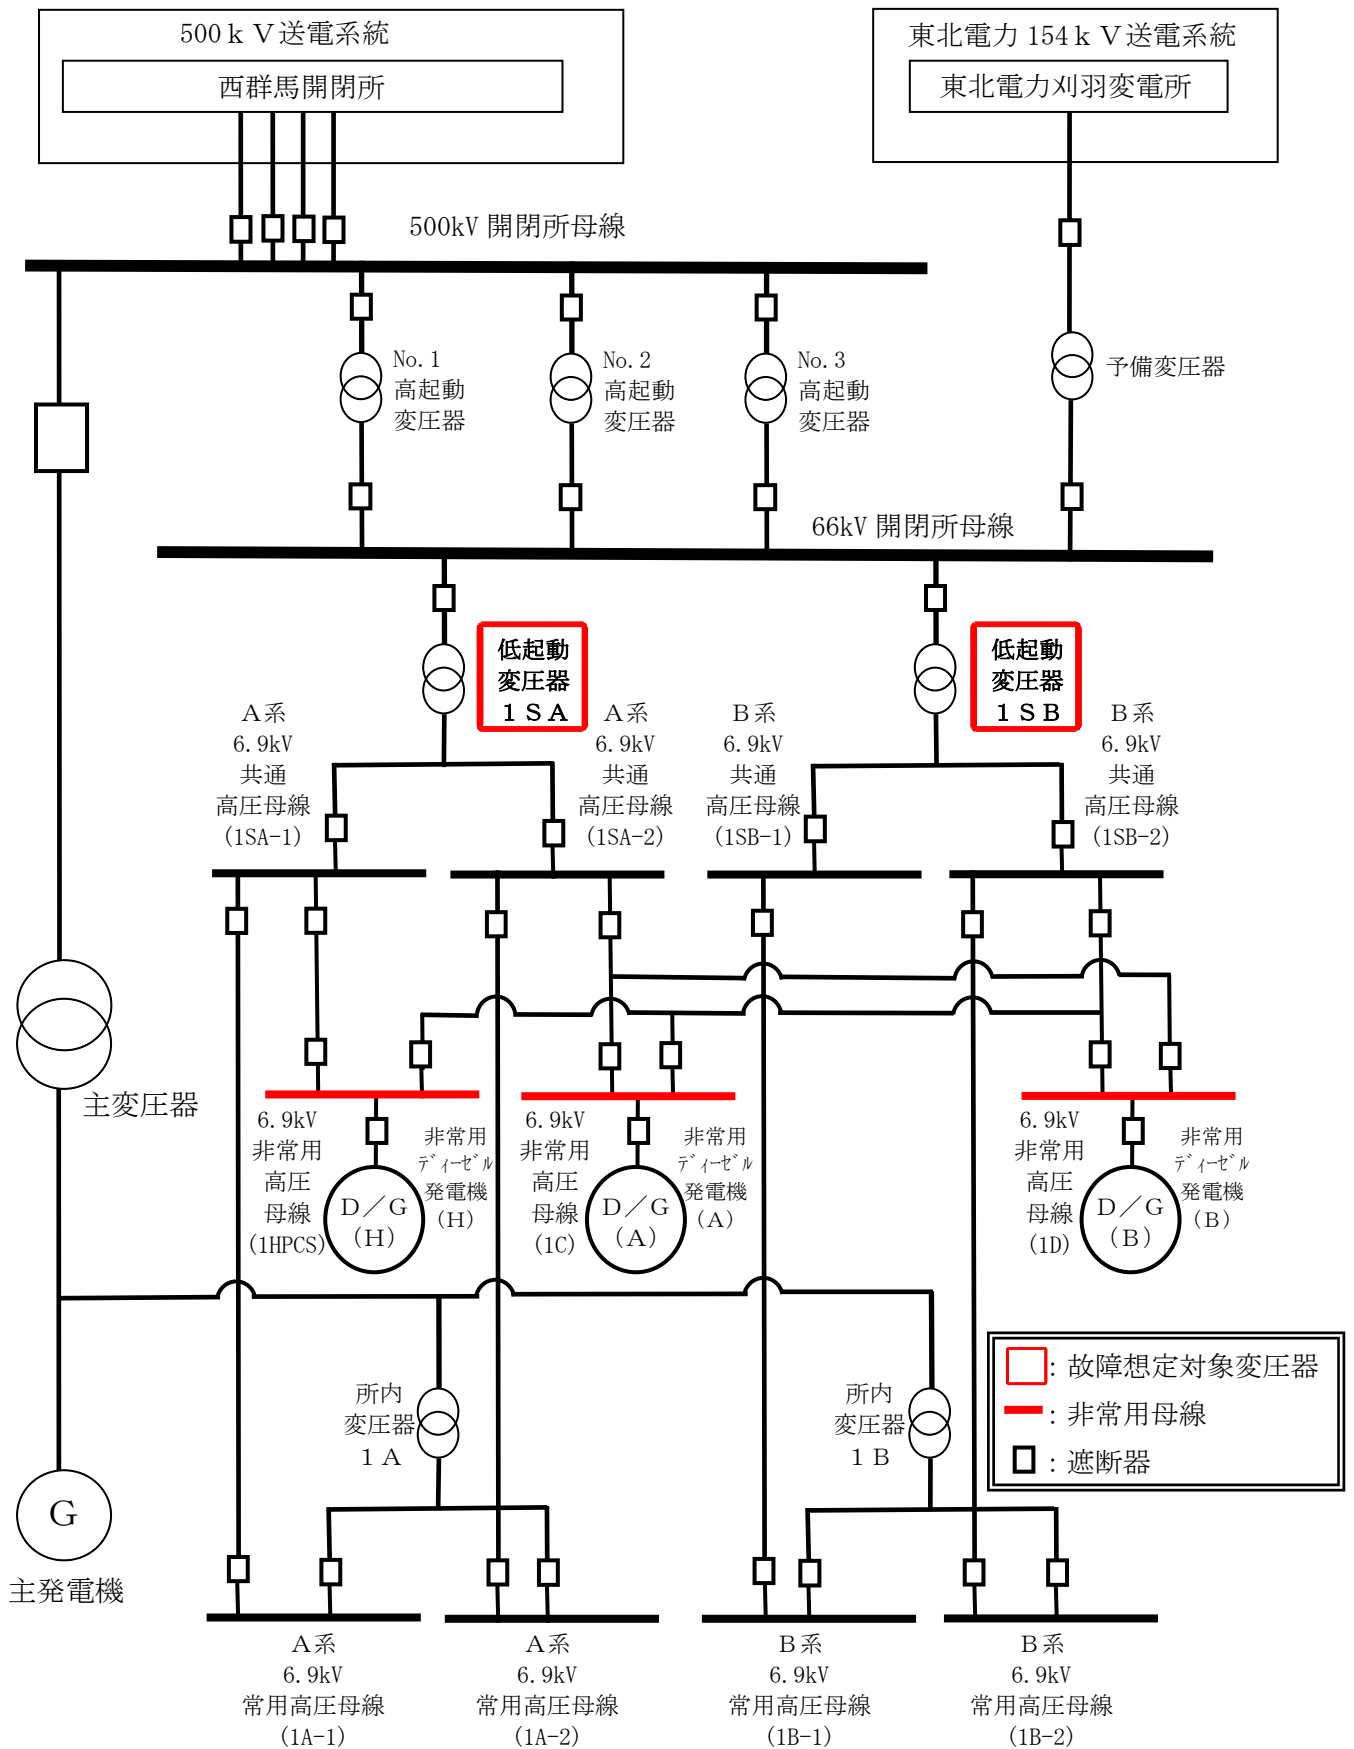 500ｋＶ送電系統
西群馬開閉所
東北電力 154ｋＶ送電系統
東北電力刈羽変電所
500kV 開閉所母線
No.1
高起動
変圧器
No.2
高起動
変圧器
No.3
高起動
変圧器
予備変圧器
66kV 開閉所母線
低起動
変圧器
１ＳＡ
低起動
変圧器
１ＳＢ
Ａ系
6.9kV
共通
高圧母線
(1SA-1)
Ａ系
6.9kV
共通
高圧母線
(1SA-2)
Ｂ系
6.9kV
共通
高圧母線
(1SB-1)
Ｂ系
6.9kV
共通
高圧母線
(1SB-2)
主変圧器
6.9kV
非常用
高圧
母線
(1HPCS)
Ｄ／Ｇ
（Ｈ）
非常用
ﾃﾞｨｰｾﾞﾙ
発電機
（Ｈ）
6.9kV
非常用
高圧
母線
(1C)
Ｄ／Ｇ
（Ａ）
非常用
ﾃﾞｨｰｾﾞﾙ
発電機
（Ａ）
6.9kV
非常用
高圧
母線
(1D)
Ｄ／Ｇ
（Ｂ）
非常用
ﾃﾞｨｰｾﾞﾙ
発電機
（Ｂ）
所内
変圧器
１Ａ
所内
変圧器
１Ｂ
：故障想定対象変圧器
：非常用母線
：遮断器
Ｇ
主発電機
Ａ系
6.9kV
常用高圧母線
(1A-1)
Ａ系
6.9kV
常用高圧母線
(1A-2)
Ｂ系
6.9kV
常用高圧母線
(1B-1)
Ｂ系
6.9kV
常用高圧母線
(1B-2)